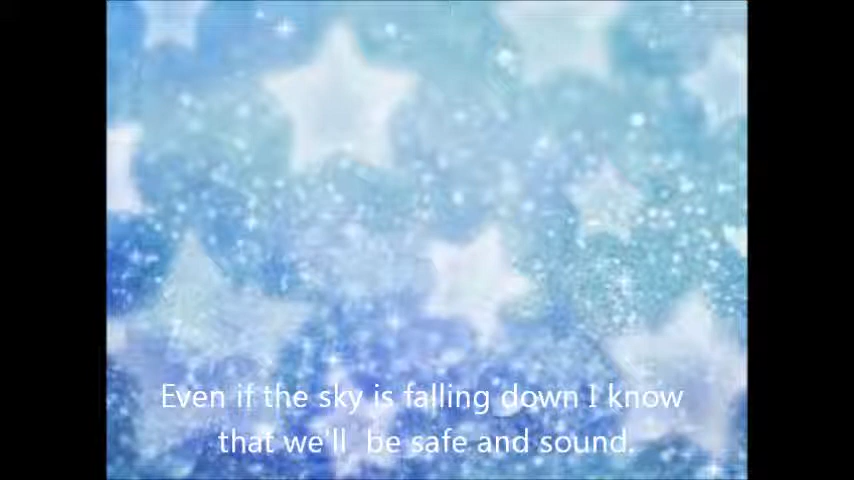 Even if the sky is falling down I know
that we'll  be safe and sound.